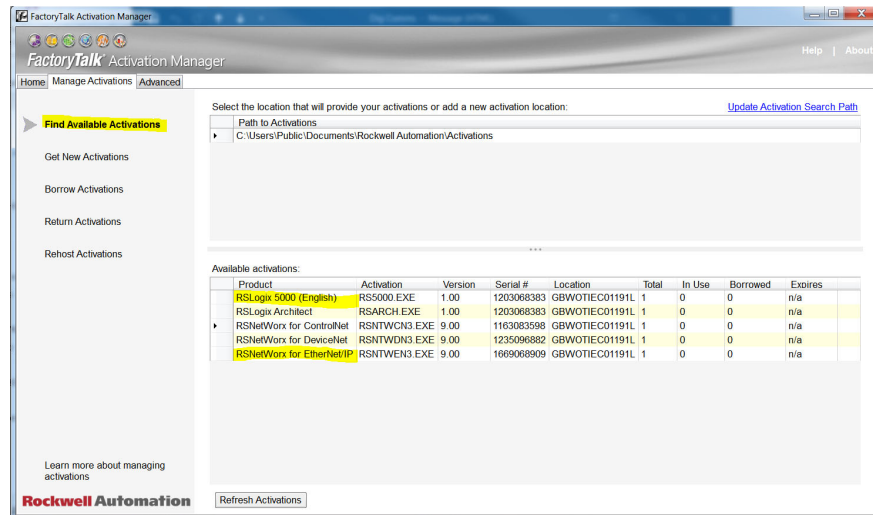 FactoryTalk Activation Manager
FactoryTalk Activation Manager
Help | About
Home Manage Activations Advanced
Find Available Activations
Get New Activations
Borrow Activations
Return Activations
Rehost Activations
Learn more about managing
activations
Rockwell Automation
Select the location that will provide your activations or add a new activation location:
Update Activation Search Path
Path to Activations
C:\Users\Public\Documents\Rockwell Automation\Activations
Available activations:
Product Activation Version Serial # Location Total In Use Borrowed Expires
RSLogix 5000 (English) RS5000.EXE 1.00 1203068383 GBWOTIEC01191L 1 0 0 n/a
RSLogix Architect RSARCH.EXE 1.00 1203068383 GBWOTIEC01191L 1 0 0 n/a
RSNetWorx for ControlNet RSNTWCN3.EXE 9.00 1163083598 GBWOTIEC01191L 1 0 0 n/a
RSNetWorx for DeviceNet RSNTWDN3.EXE 9.00 1235096882 GBWOTIEC01191L 1 0 0 n/a
RSNetWorx for EtherNet/IP RSNTWEN3.EXE 9.00 1669068909 GBWOTIEC01191L 1 0 0 n/a
Refresh Activations